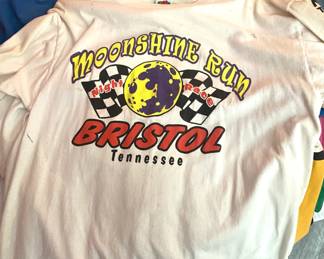 MOONSHINE RUN
Night Race
BRISTOL
Tennessee